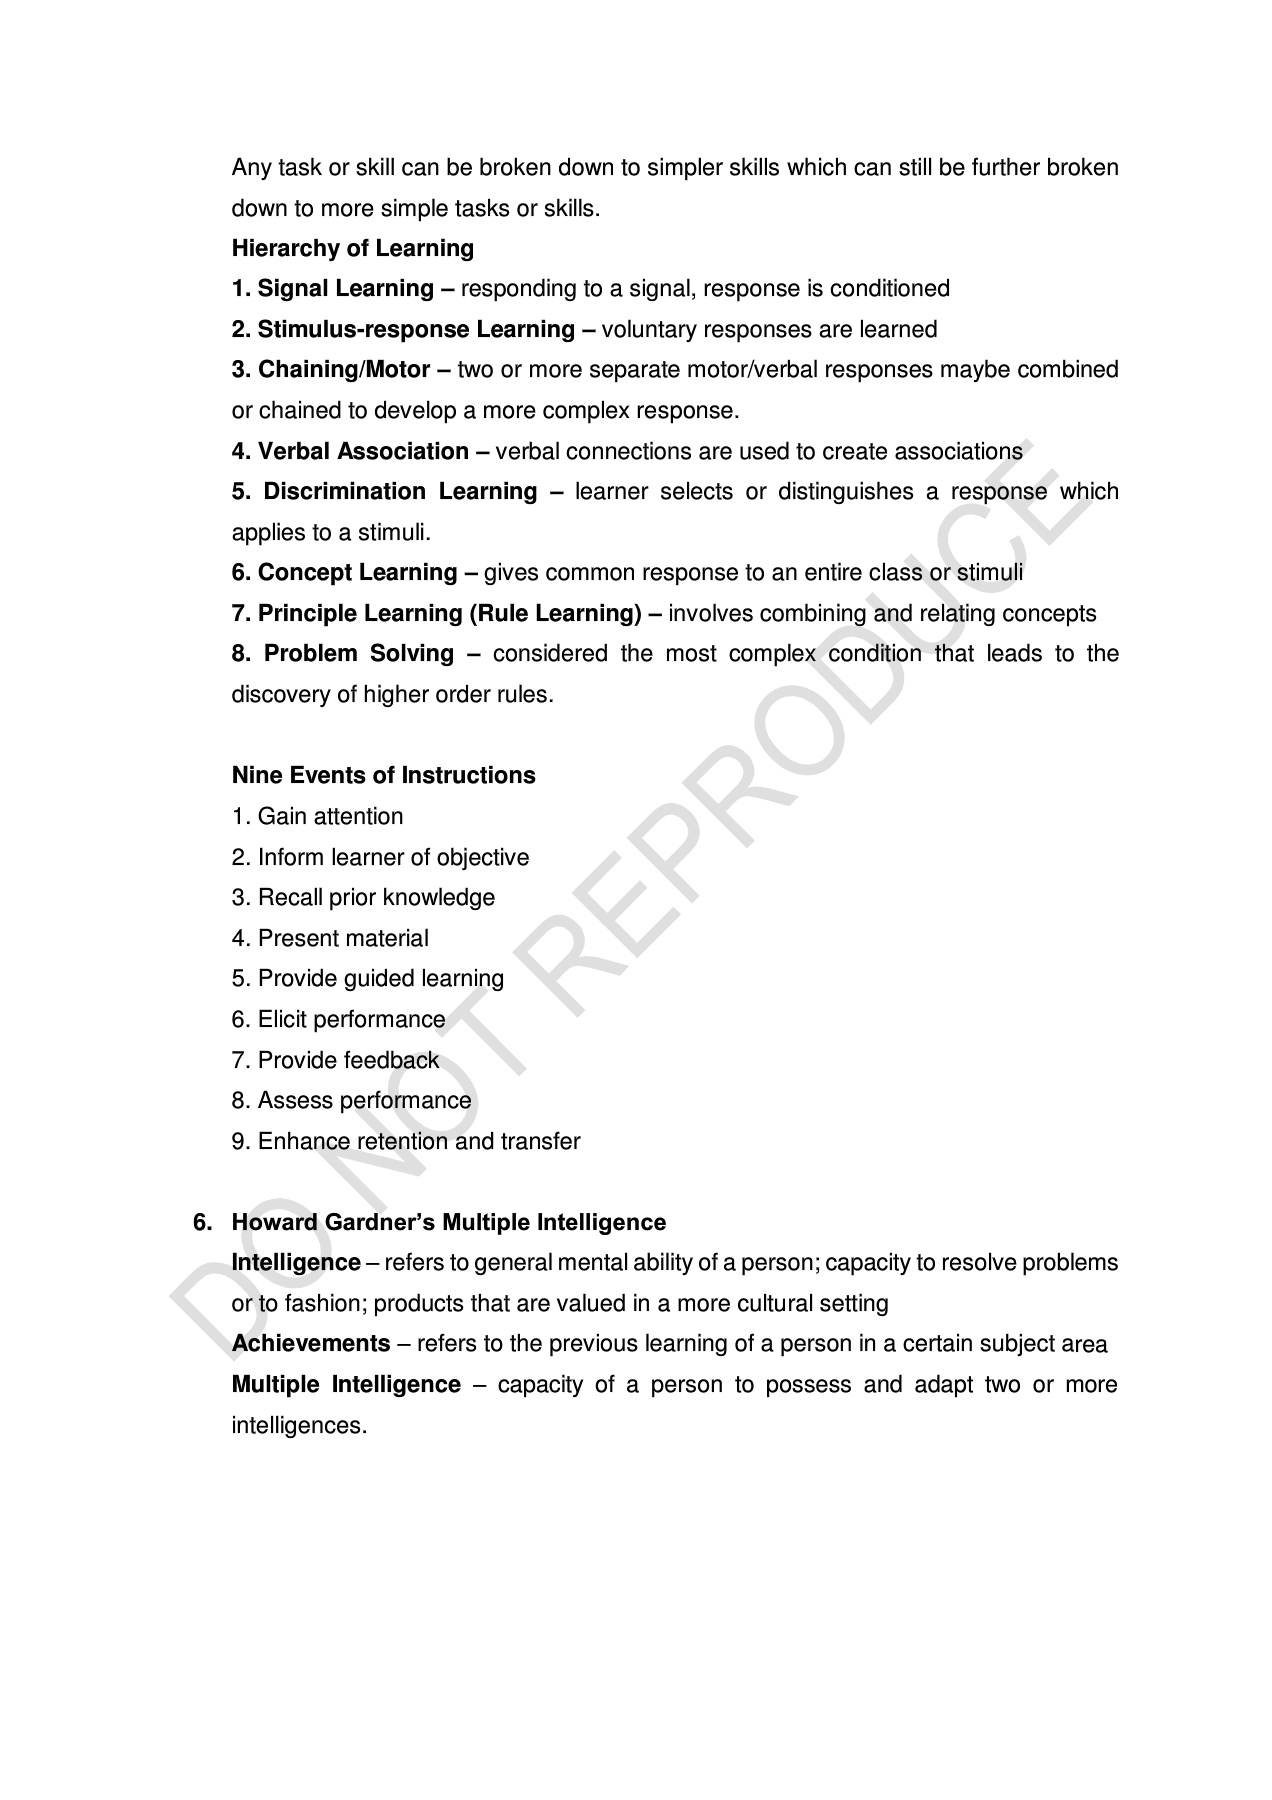 Any task or skill can be broken down to simpler skills which can still be further broken
down to more simple tasks or skills.
Hierarchy of Learning
1. Signal Learning – responding to a signal, response is conditioned
2. Stimulus-response Learning – voluntary responses are learned
3. Chaining/Motor – two or more separate motor/verbal responses maybe combined
or chained to develop a more complex response.
4. Verbal Association – verbal connections are used to create associations
5. Discrimination Learning – learner selects or distinguishes a response which
applies to a stimuli.
6. Concept Learning – gives common response to an entire class or stimuli
7. Principle Learning (Rule Learning) – involves combining and relating concepts
8. Problem Solving – considered the most complex condition that leads to the
discovery of higher order rules.
Nine Events of Instructions
1. Gain attention
2. Inform learner of objective
3. Recall prior knowledge
4. Present material
5. Provide guided learning
6. Elicit performance
7. Provide feedback
8. Assess performance
9. Enhance retention and transfer
6. Howard Gardner’s Multiple Intelligence
Intelligence – refers to general mental ability of a person; capacity to resolve problems
or to fashion; products that are valued in a more cultural setting
Achievements – refers to the previous learning of a person in a certain subject area
Multiple Intelligence – capacity of a person to possess and adapt two or more
intelligences.
DO NOT REPRODUCE